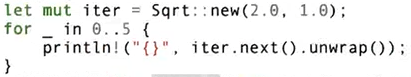 let mut iter = Sqrt::new(2.0, 1.0);
for _ in 0..5 {
    println!("{}", iter.next().unwrap());
}